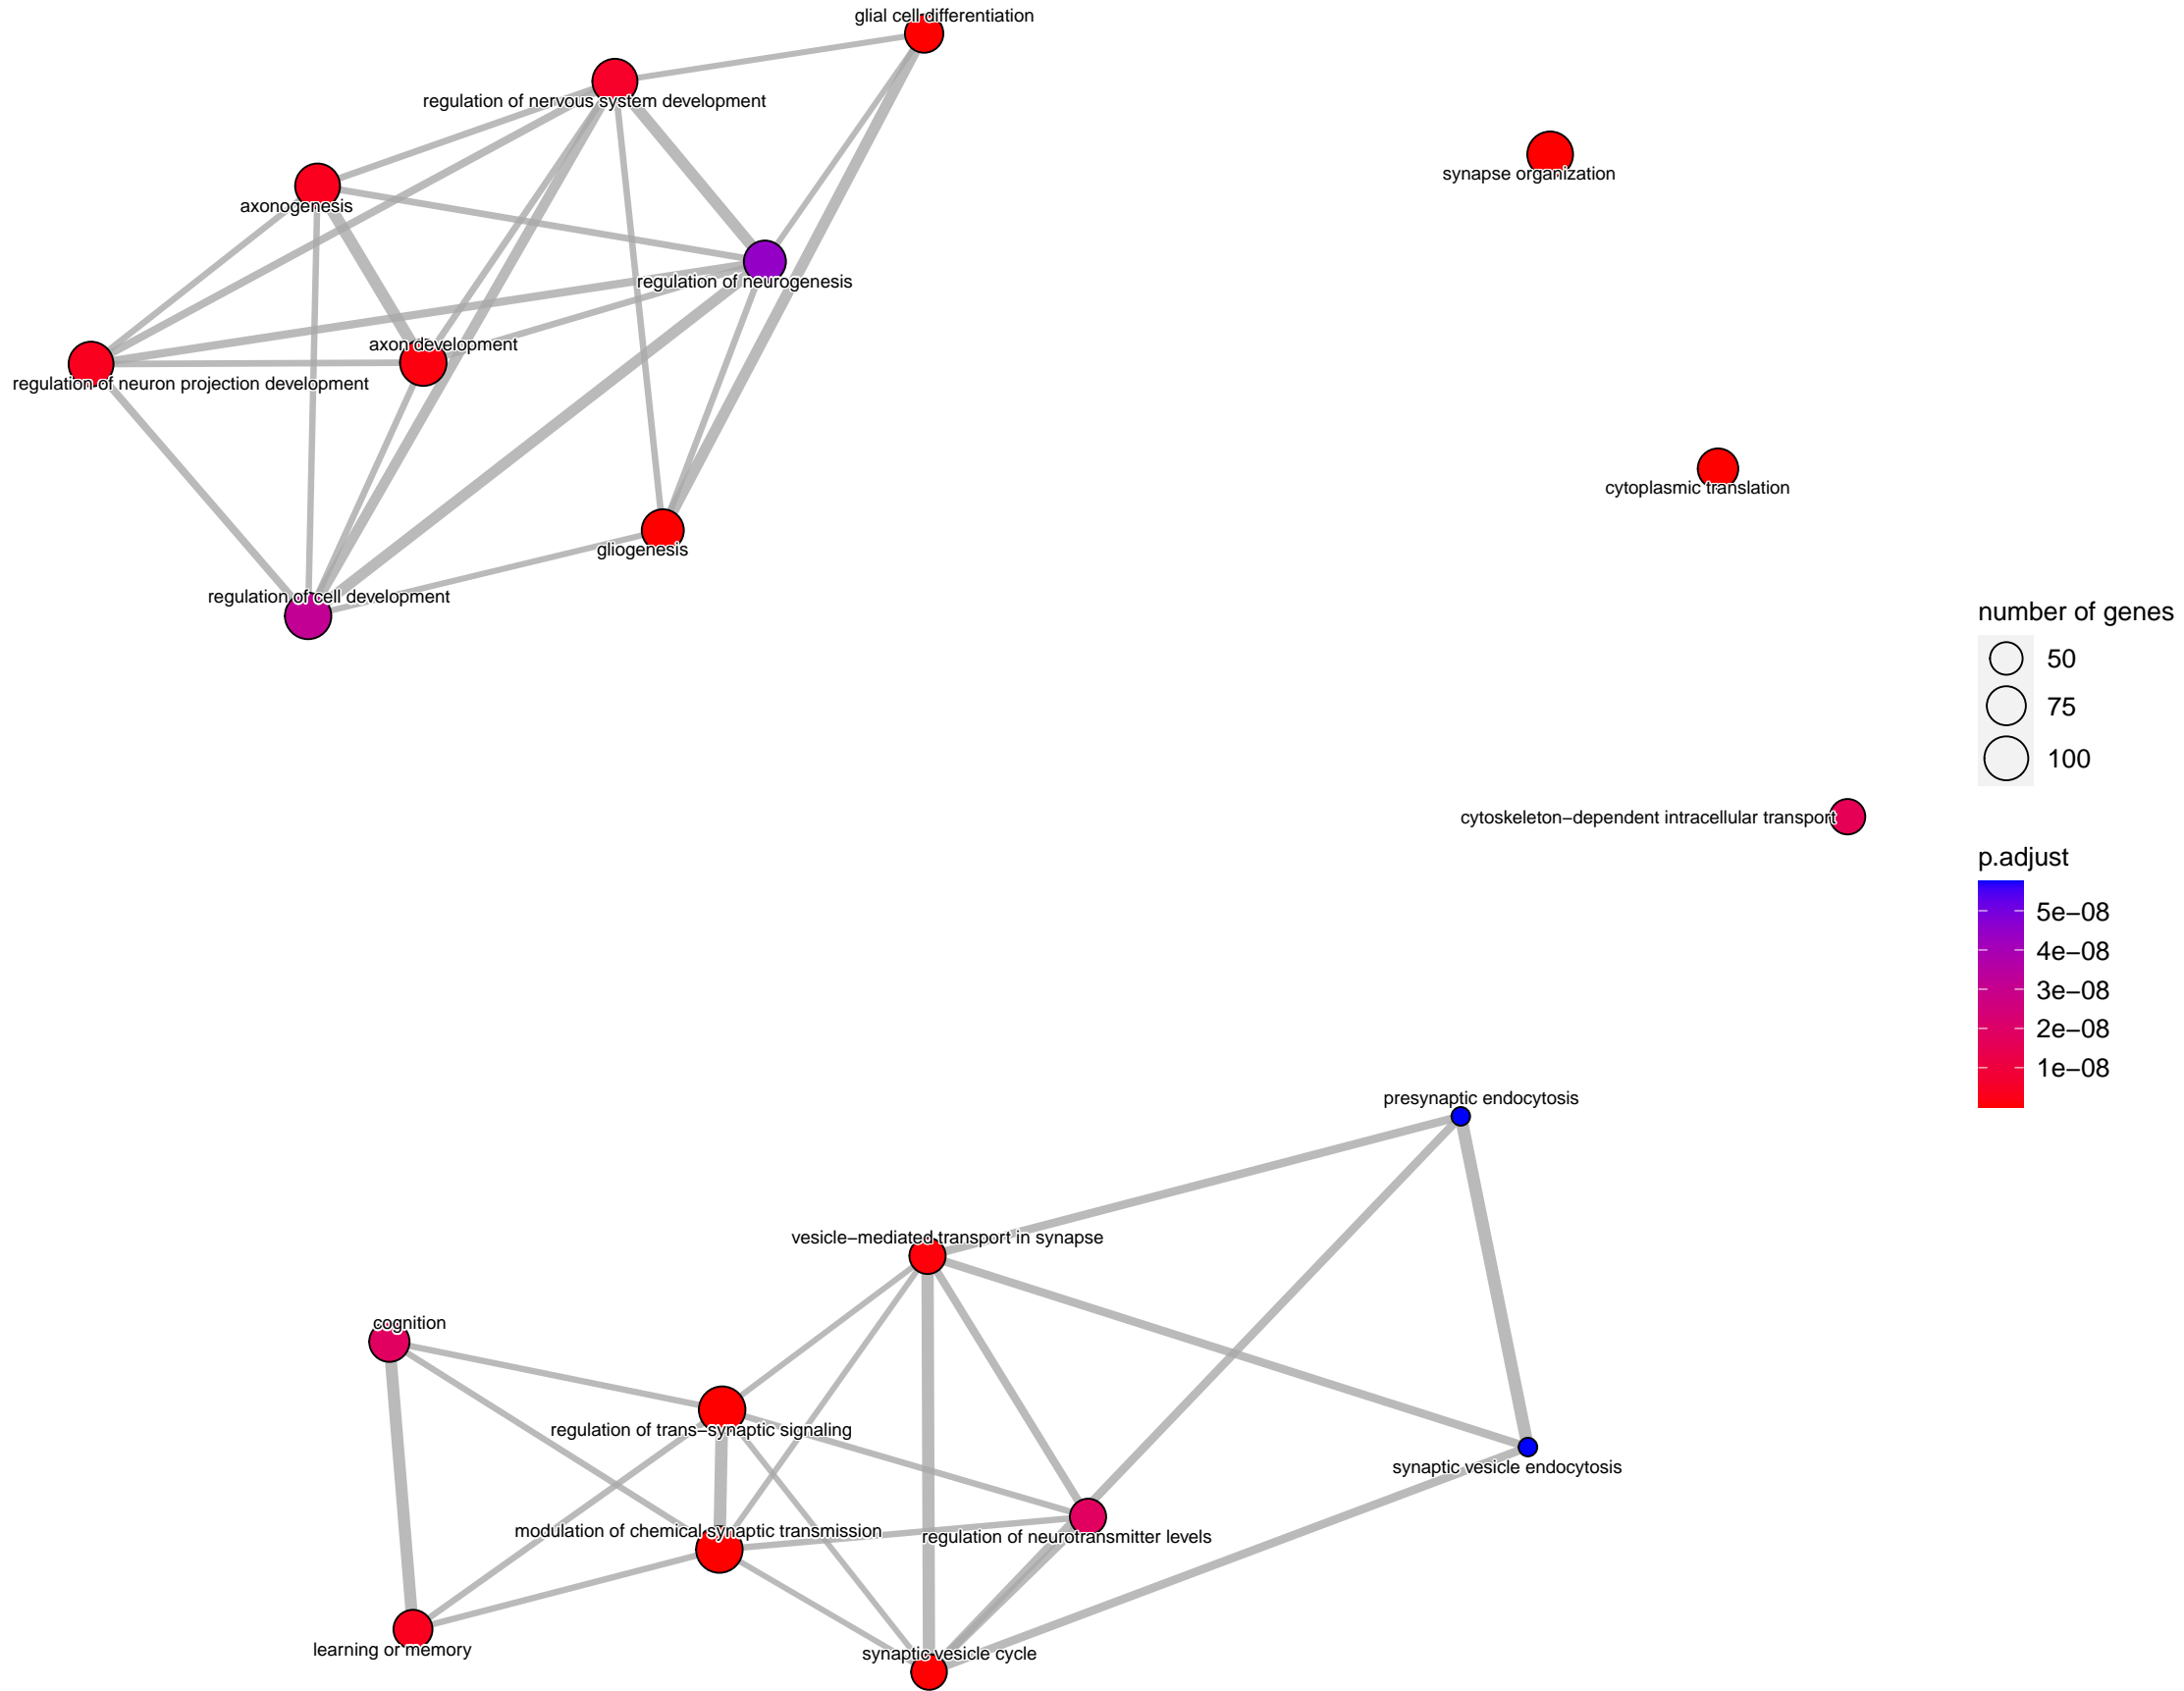 glial cell differentiation
regulation of nervous system development
synapse organization
axonogenesis
regulation of neurogenesis
axon development
regulation of neuron projection development
cytoplasmic translation
gliogenesis
regulation of cell development
number of genes
50
75
100
cytoskeleton−dependent intracellular transport
p.adjust
5e−08
4e−08
3e−08
2e−08
1e−08
presynaptic endocytosis
vesicle−mediated transport in synapse
cognition
regulation of trans−synaptic signaling
synaptic vesicle endocytosis
modulation of chemical synaptic transmission
regulation of neurotransmitter levels
learning or memory
synaptic vesicle cycle